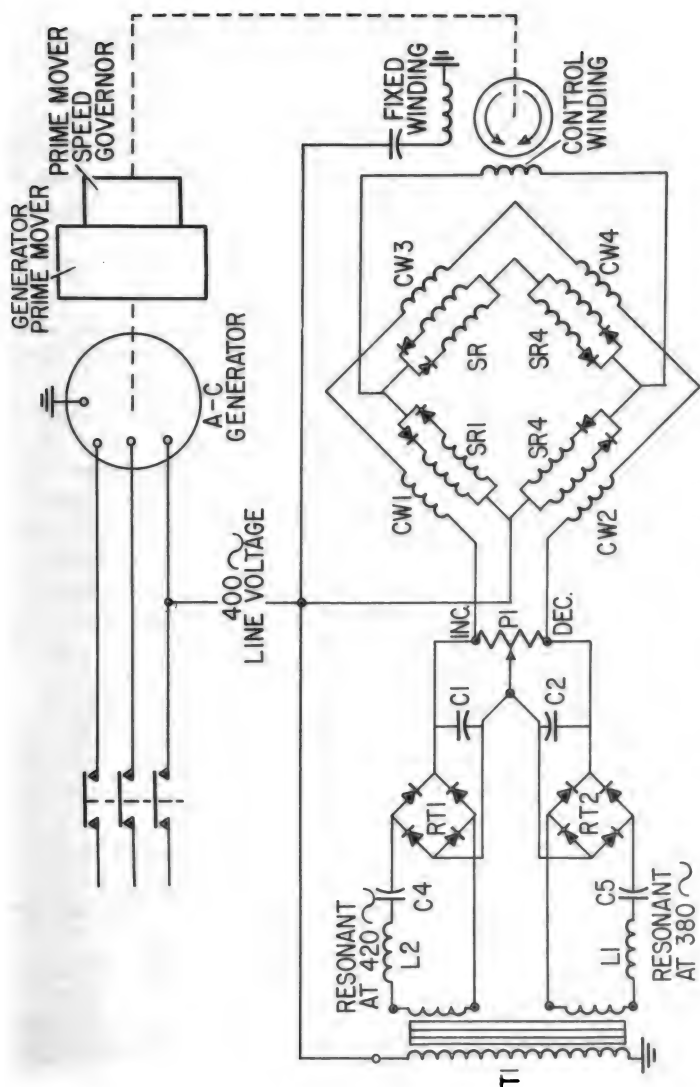 GENERATOR
PRIME MOVER
PRIME MOVER
SPEED
GOVERNOR
A-C
GENERATOR
400~
LINE VOLTAGE
FIXED
WINDING
CONTROL
WINDING
CW3
CW4
SR
SR4
SR1
SR4
CW1
CW2
INC.
P1
DEC.
C1
C2
RT1
RT2
C4
C5
RESONANT
AT 420~
L2
L1
RESONANT
AT 380~
T1